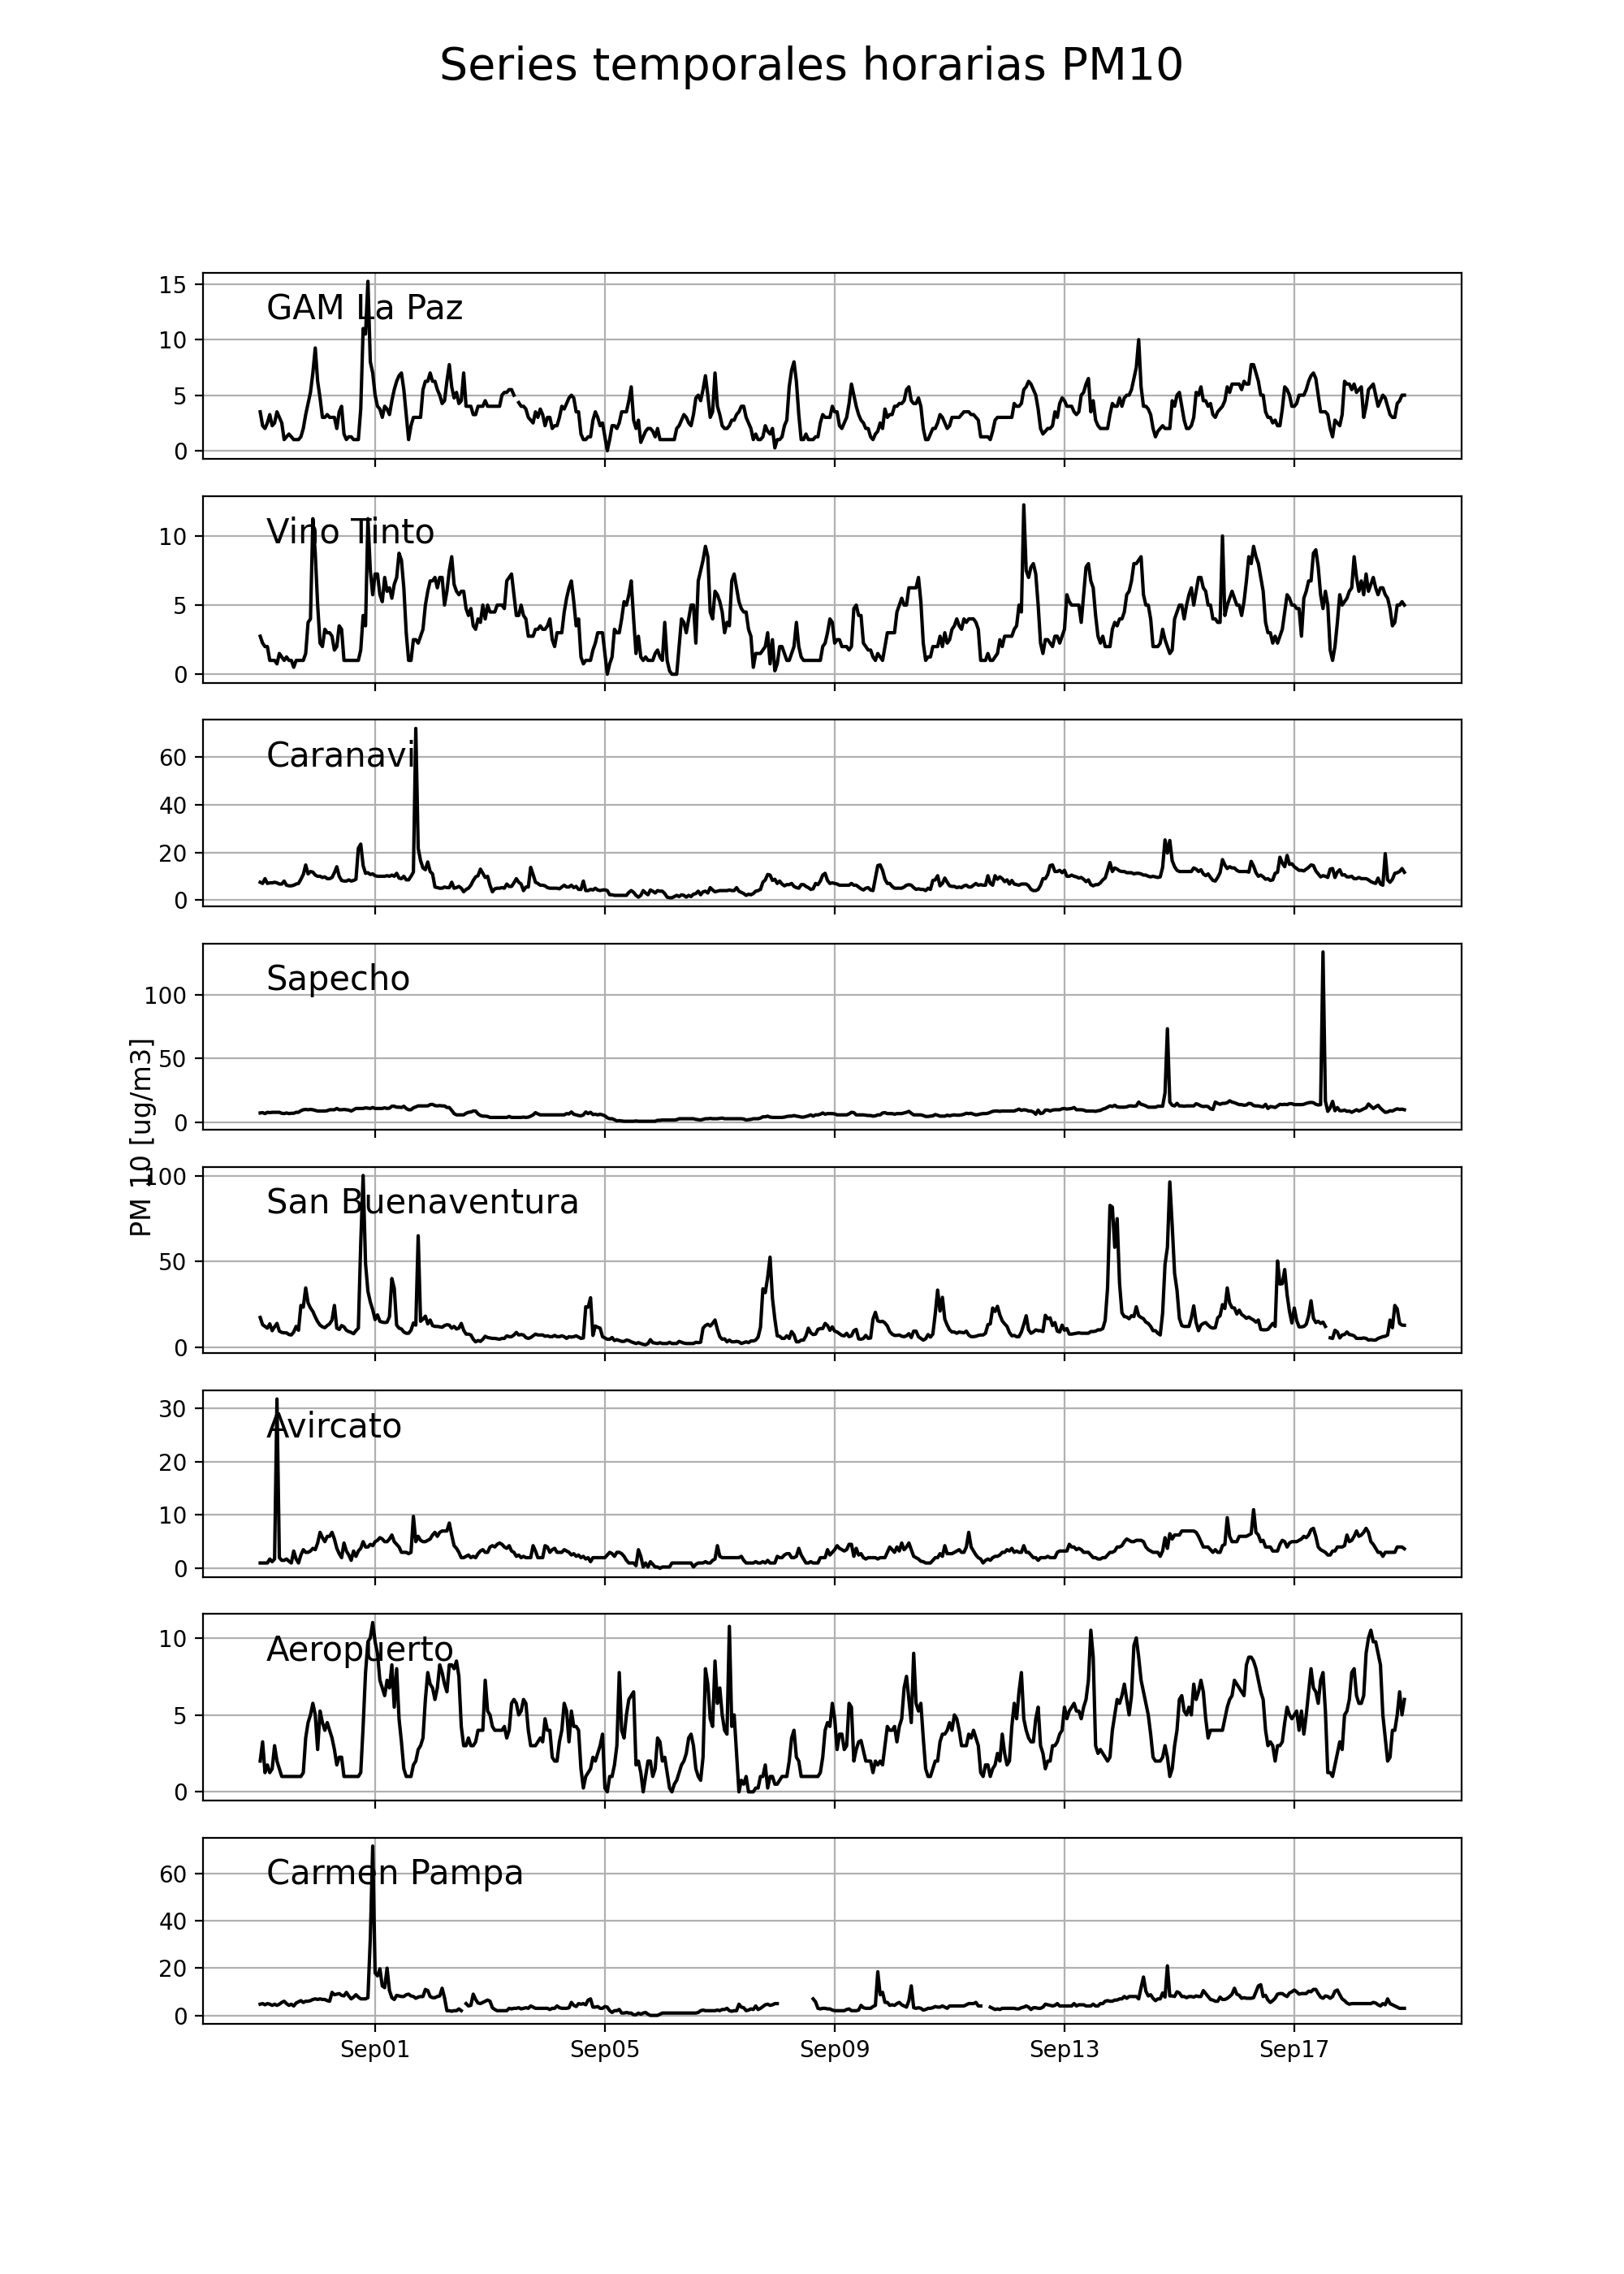 Series temporales horarias PM10
GAM La Paz
15
10
5
0
Vino Tinto
10
5
0
Caranavi
60
40
20
0
PM 10 [ug/m3]
Sapecho
100
50
0
San Buenaventura
100
50
0
Avircato
30
20
10
0
Aeropuerto
10
5
0
Carmen Pampa
60
40
20
0
Sep01 Sep05 Sep09 Sep13 Sep17